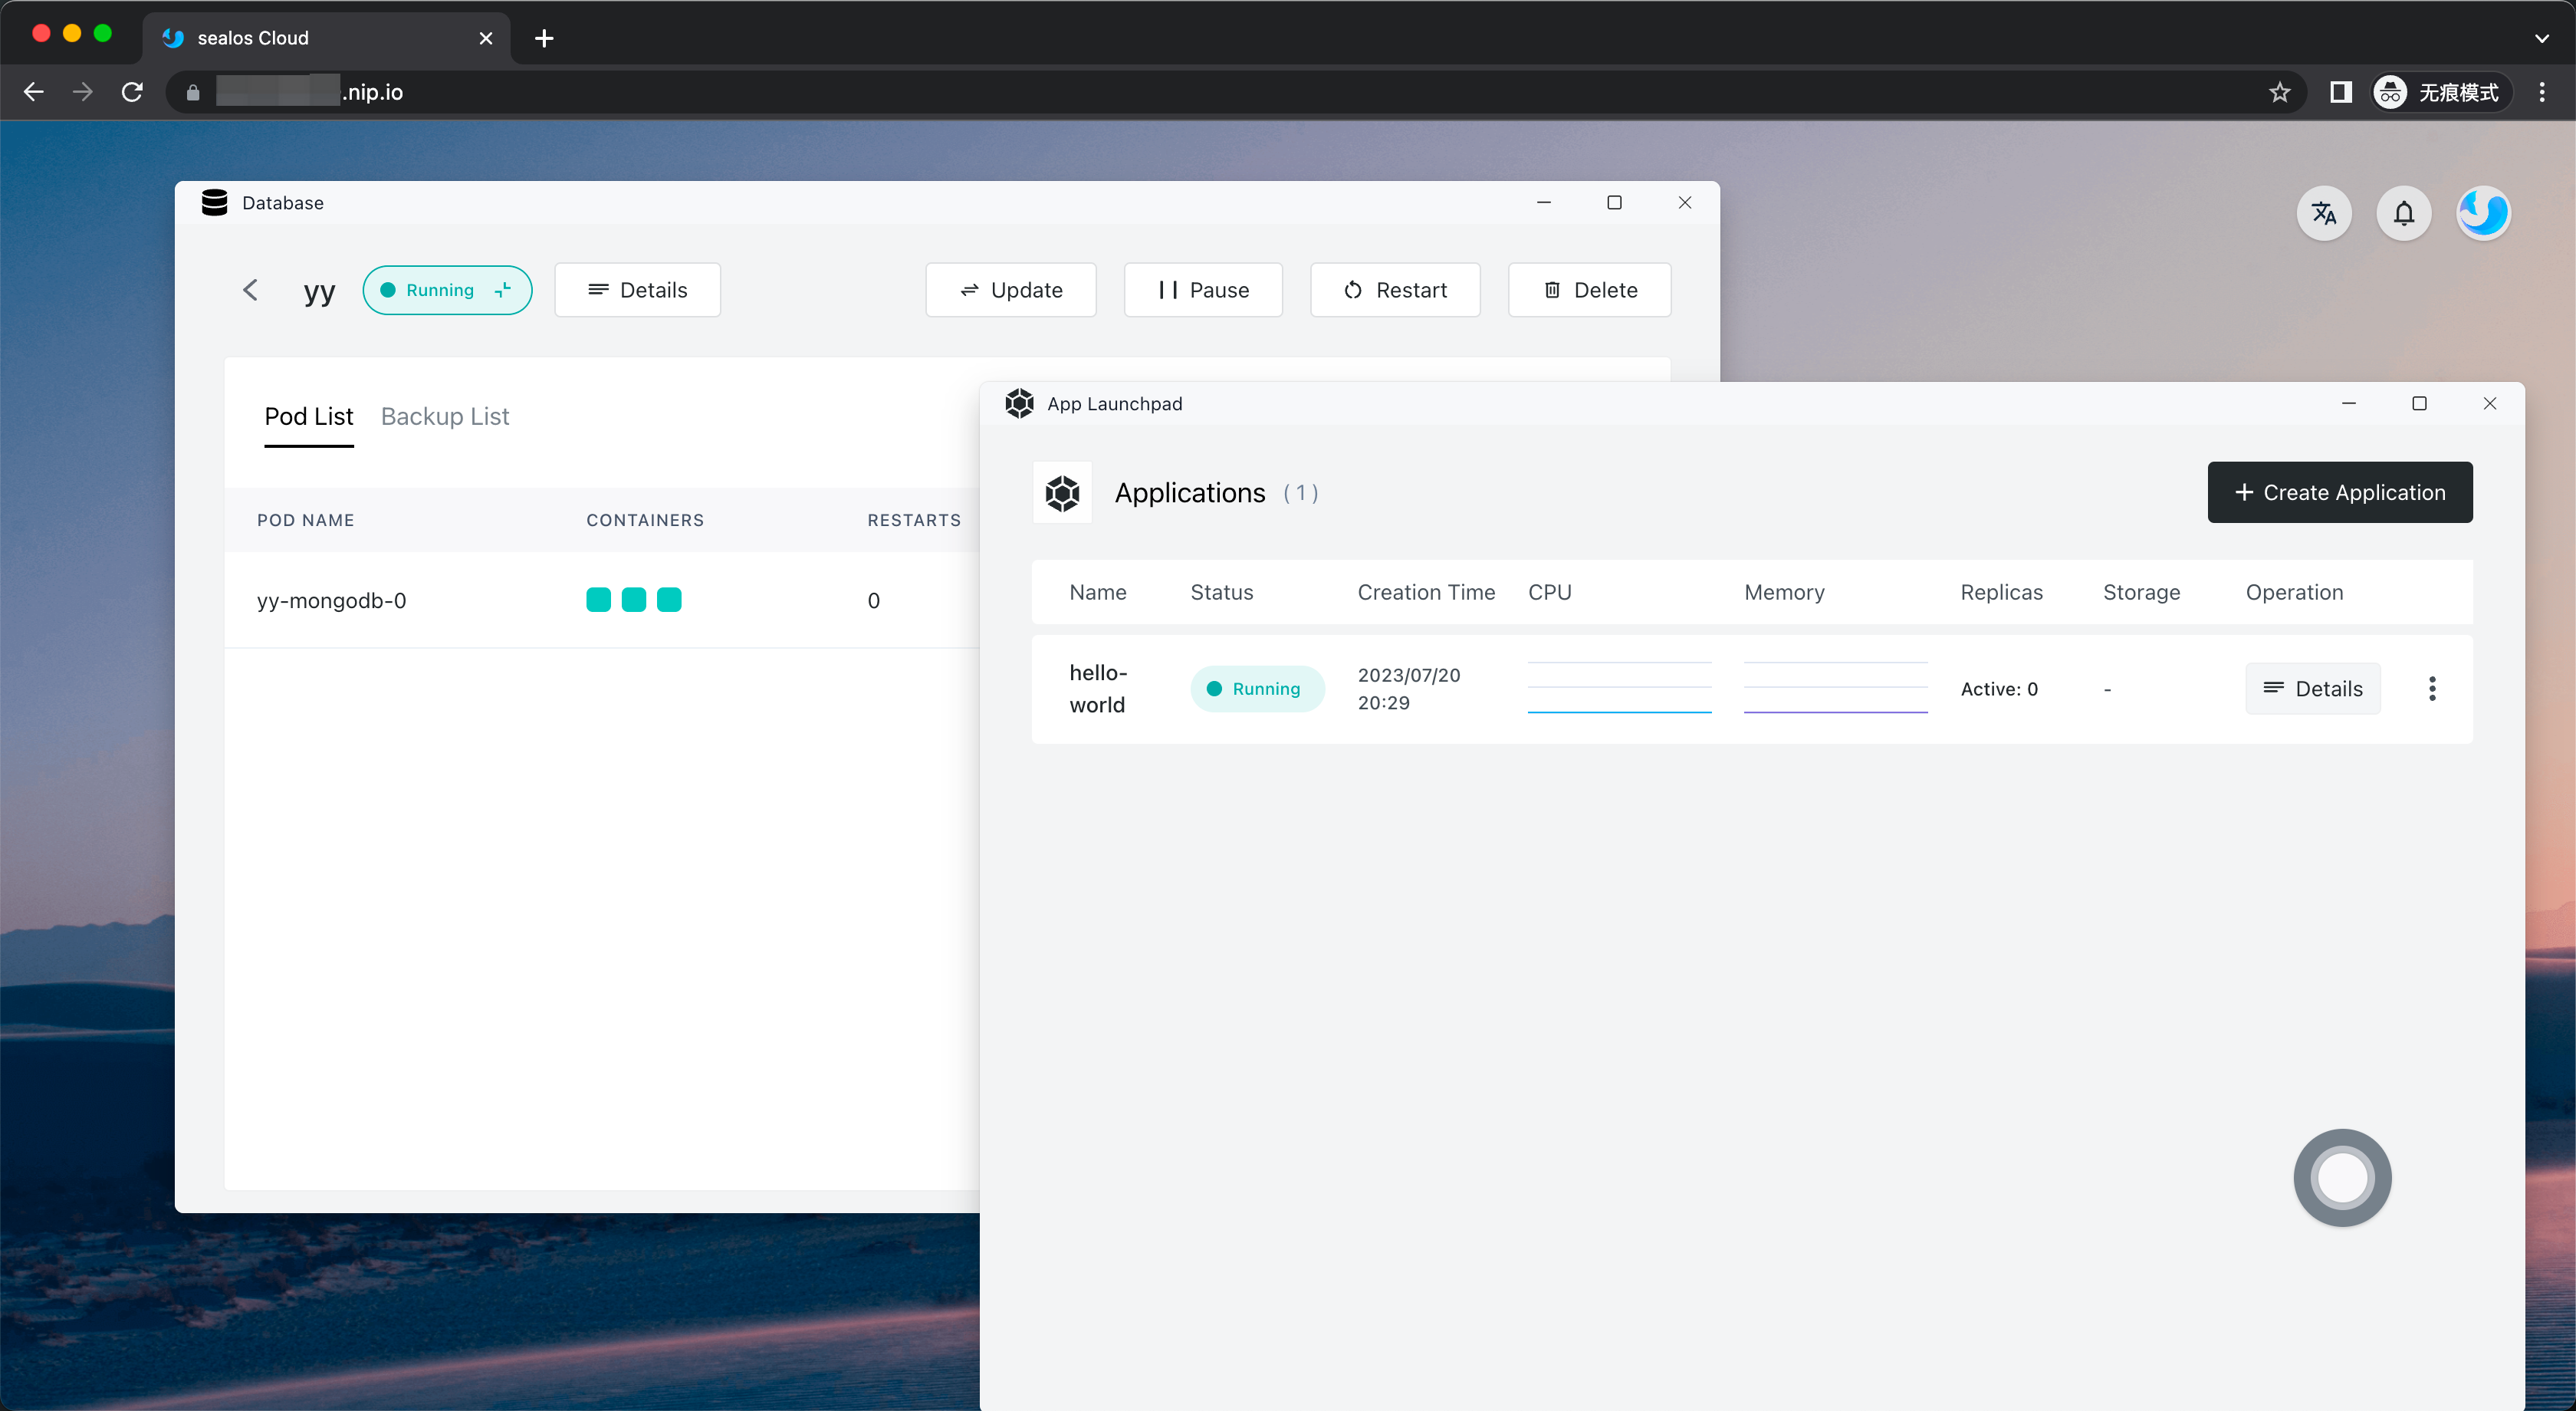 sealos Cloud
.nip.io
无痕模式
Database
yy
Running
Details
Update
Pause
Restart
Delete
Pod List
Backup List
POD NAME
CONTAINERS
RESTARTS
yy-mongodb-0
0
App Launchpad
Applications ( 1 )
Create Application
Name
Status
Creation Time
CPU
Memory
Replicas
Storage
Operation
hello-
world
Running
2023/07/20
20:29
Active: 0
-
Details